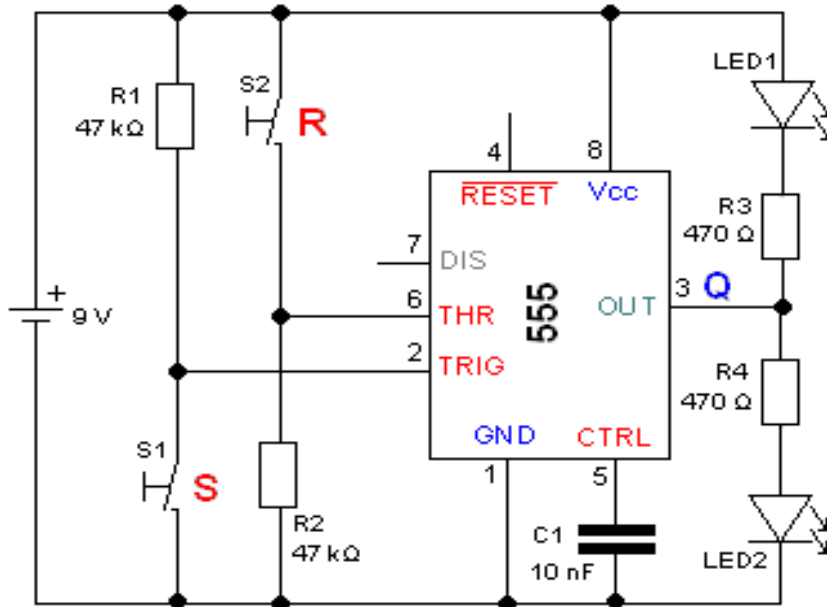 LED1
R1
47 kΩ
S2
R
4
8
RESET
Vcc
R3
470 Ω
7
DIS
+
9 V
6
THR
555
OUT
3
Q
2
TRIG
R4
470 Ω
GND
CTRL
S1
S
1
5
R2
47 kΩ
C1
10 nF
LED2